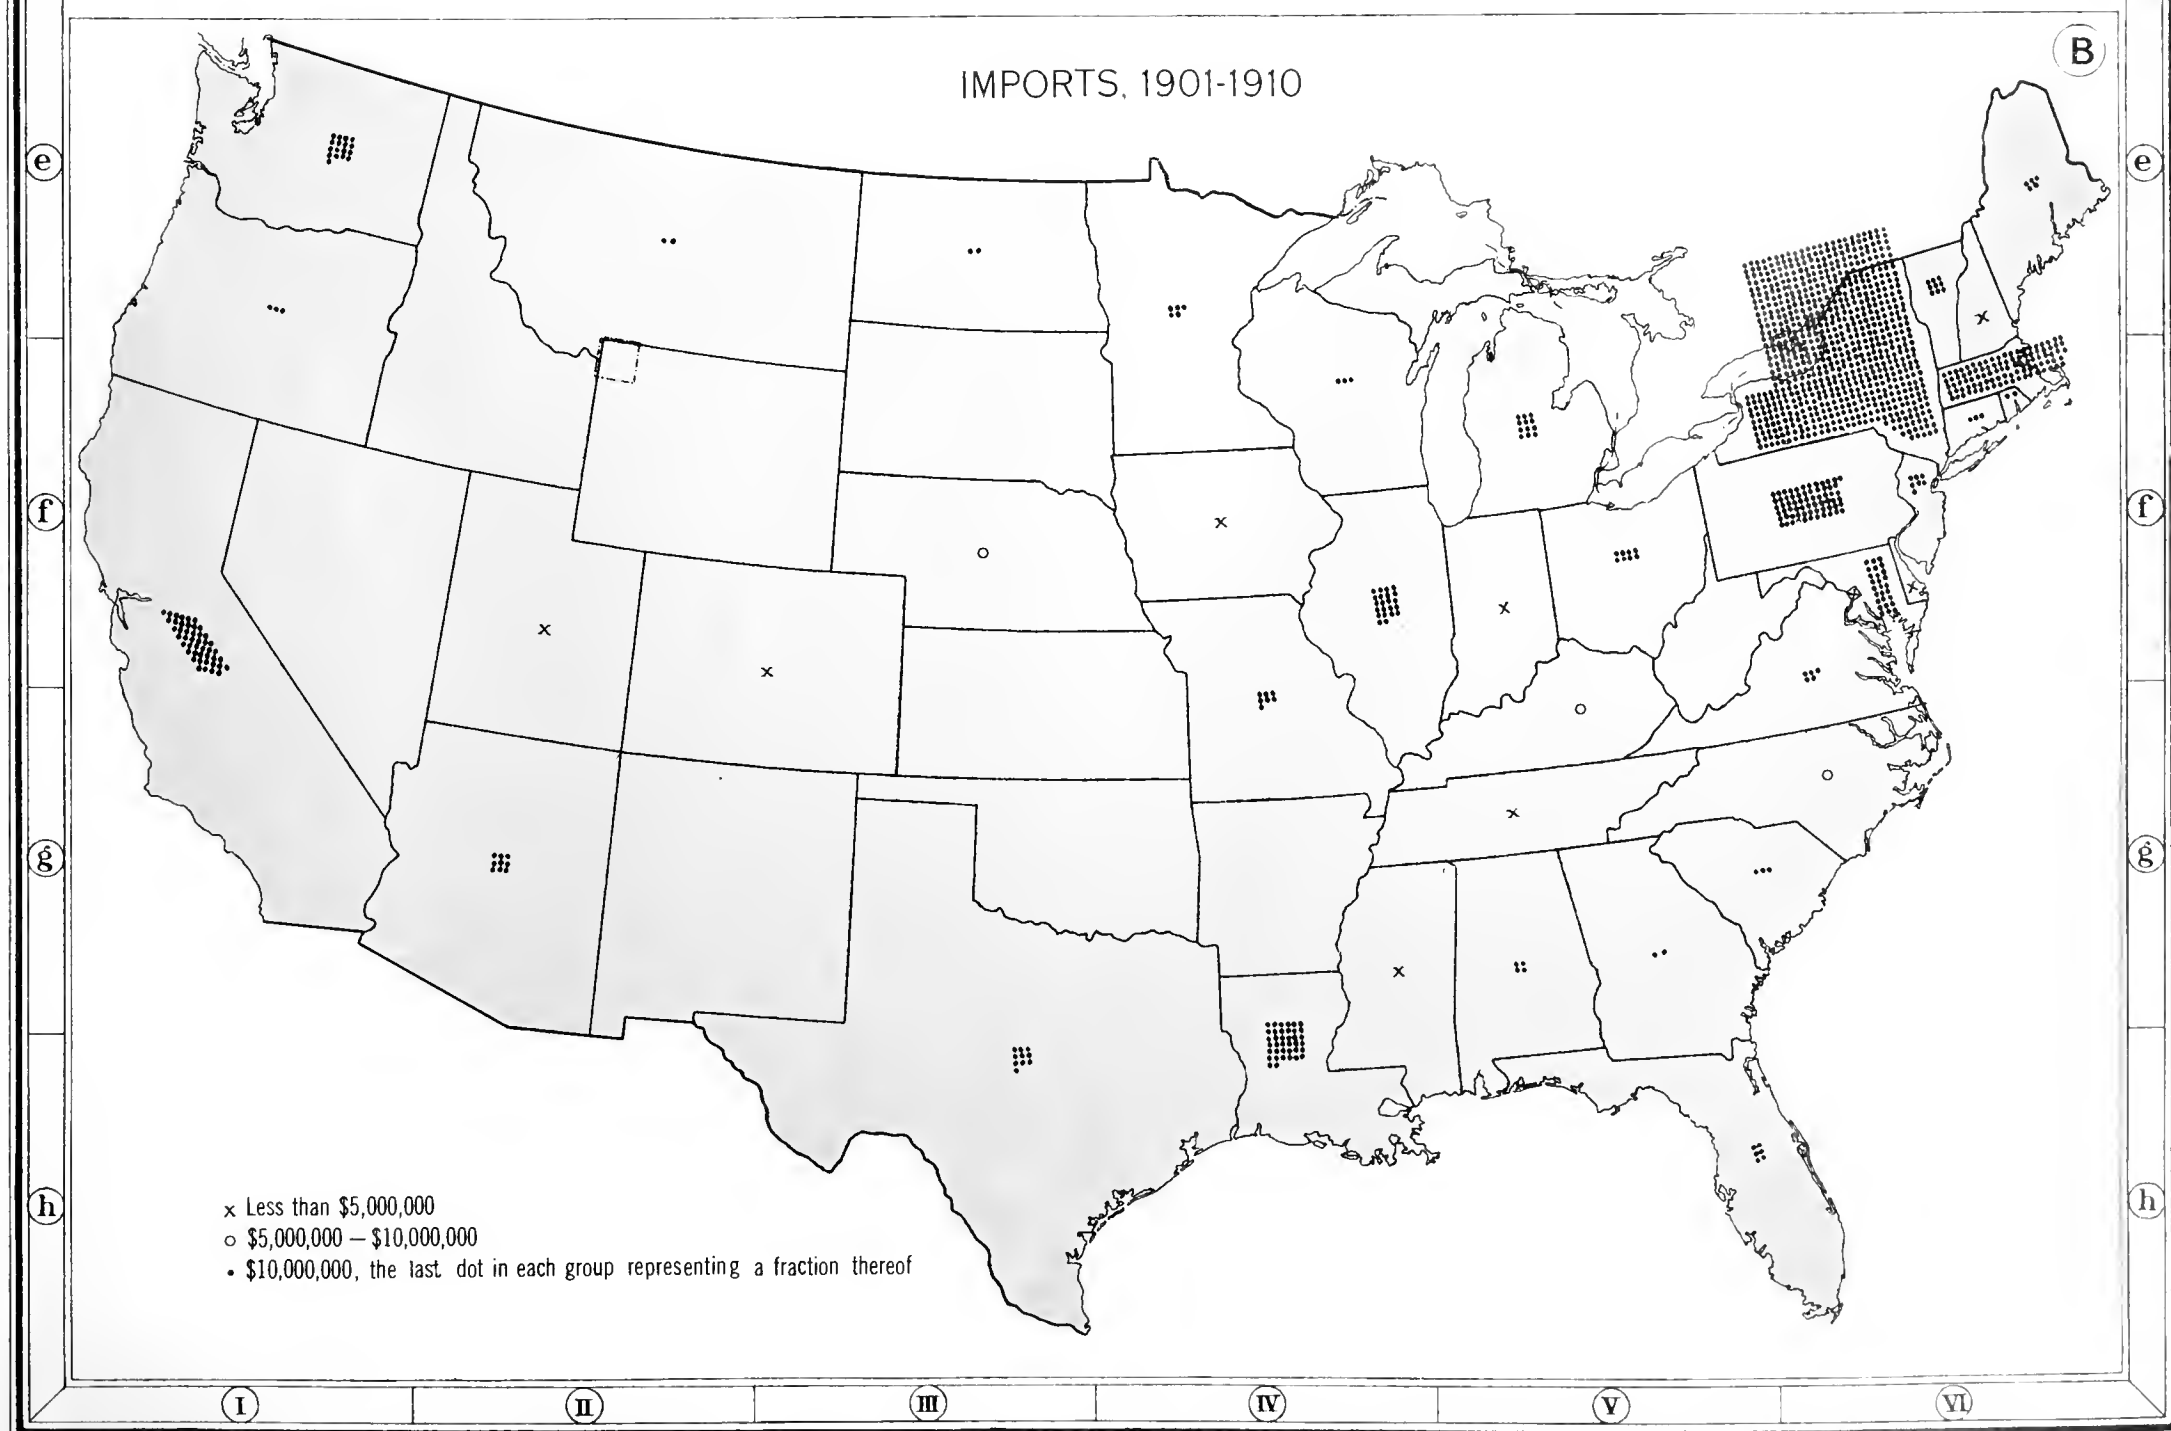 B
IMPORTS, 1901-1910
e
e
f
f
g
g
h
h
x Less than $5,000,000
o $5,000,000 – $10,000,000
• $10,000,000, the last dot in each group representing a fraction thereof
I II III IV V VI